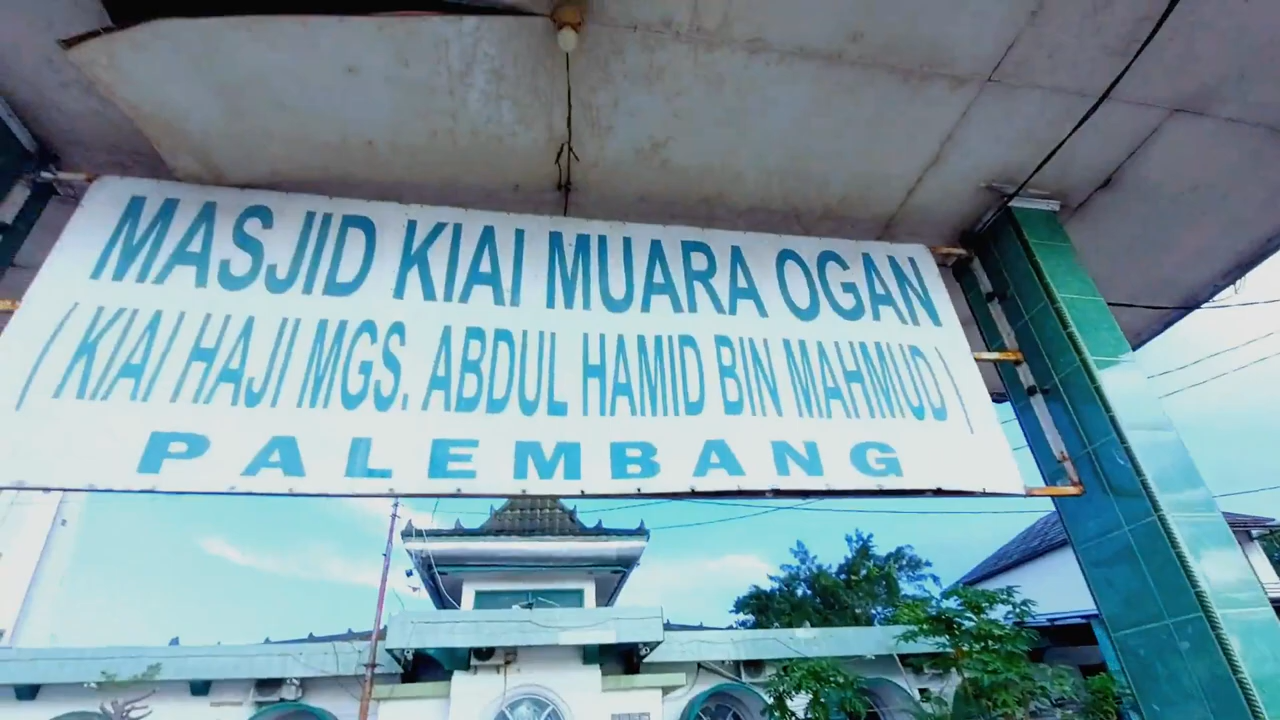 MASJID KIAI MUARA OGAN
( KIAI HAJI MGS. ABDUL HAMID BIN MAHMUD )
PALEMBANG